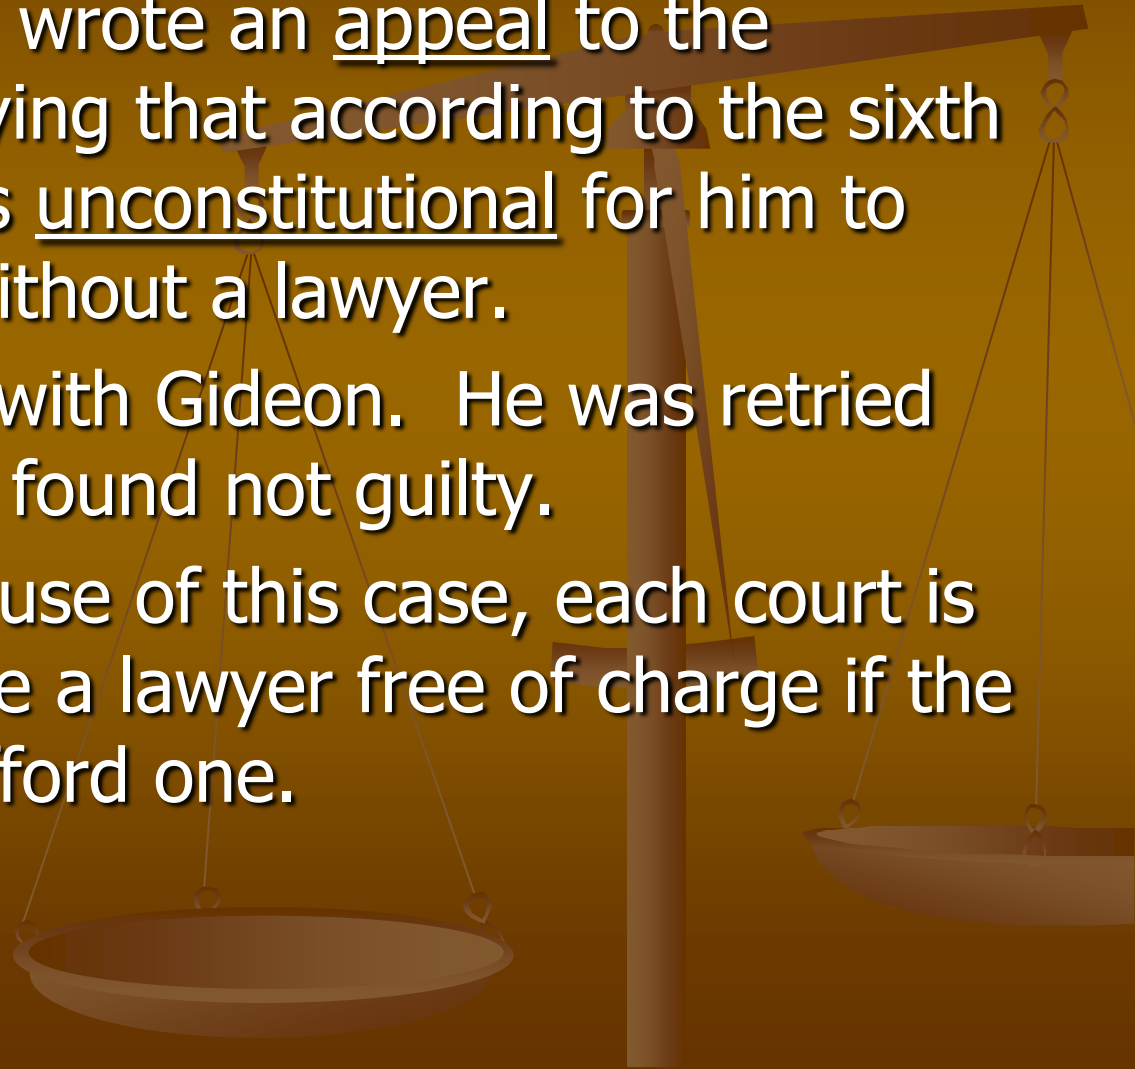 wrote an appeal to the
ying that according to the sixth
s unconstitutional for him to
ithout a lawyer.
with Gideon. He was retried
found not guilty.
use of this case, each court is
e a lawyer free of charge if the
fford one.